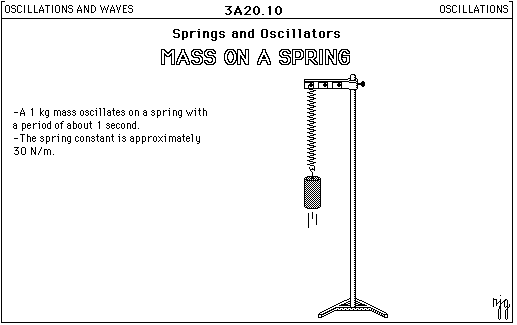 OSCILLATIONS AND WAVES
3A20.10
OSCILLATIONS
Springs and Oscillators
MASS ON A SPRING
-A 1 kg mass oscillates on a spring with
a period of about 1 second.
-The spring constant is approximately
30 N/m.
njg